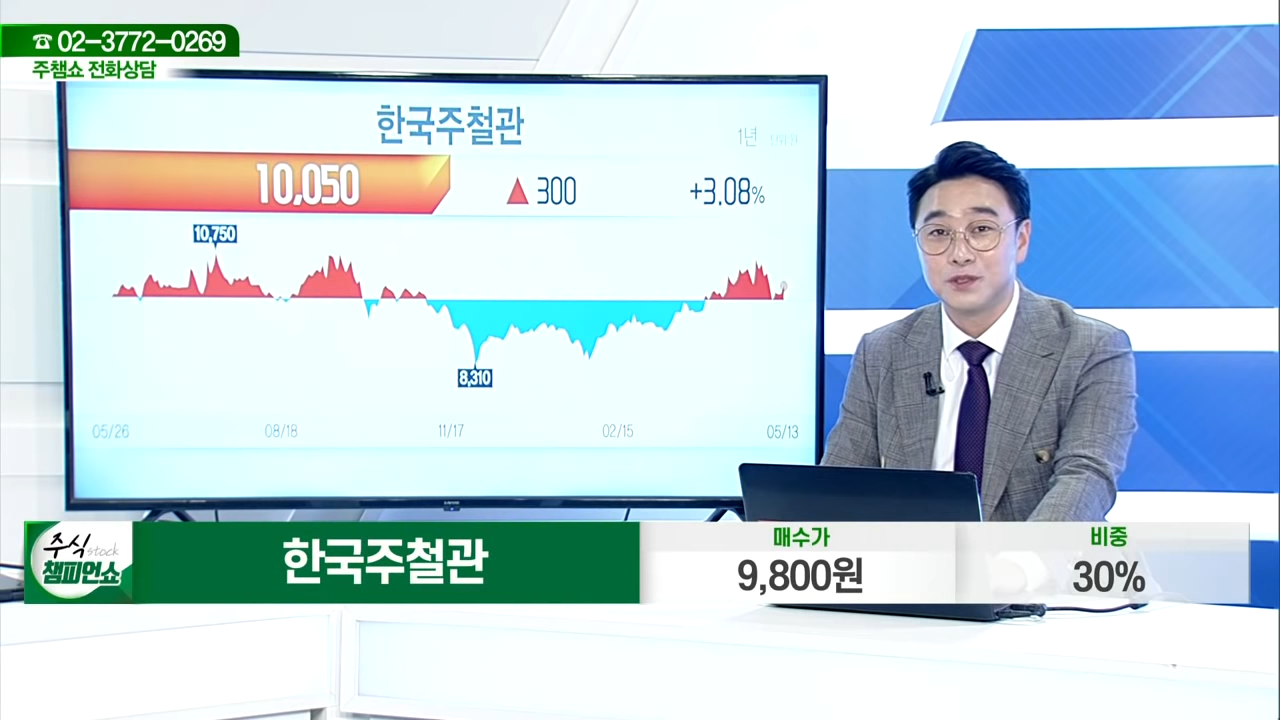 ☎ 02-3772-0269
주챔쇼 전화상담
한국주철관
1년
10,050
▲ 300
+3.08%
10,750
8,310
05/26
08/18
11/17
02/15
05/13
주식 stock
챔피언쇼
한국주철관
매수가
9,800원
비중
30%